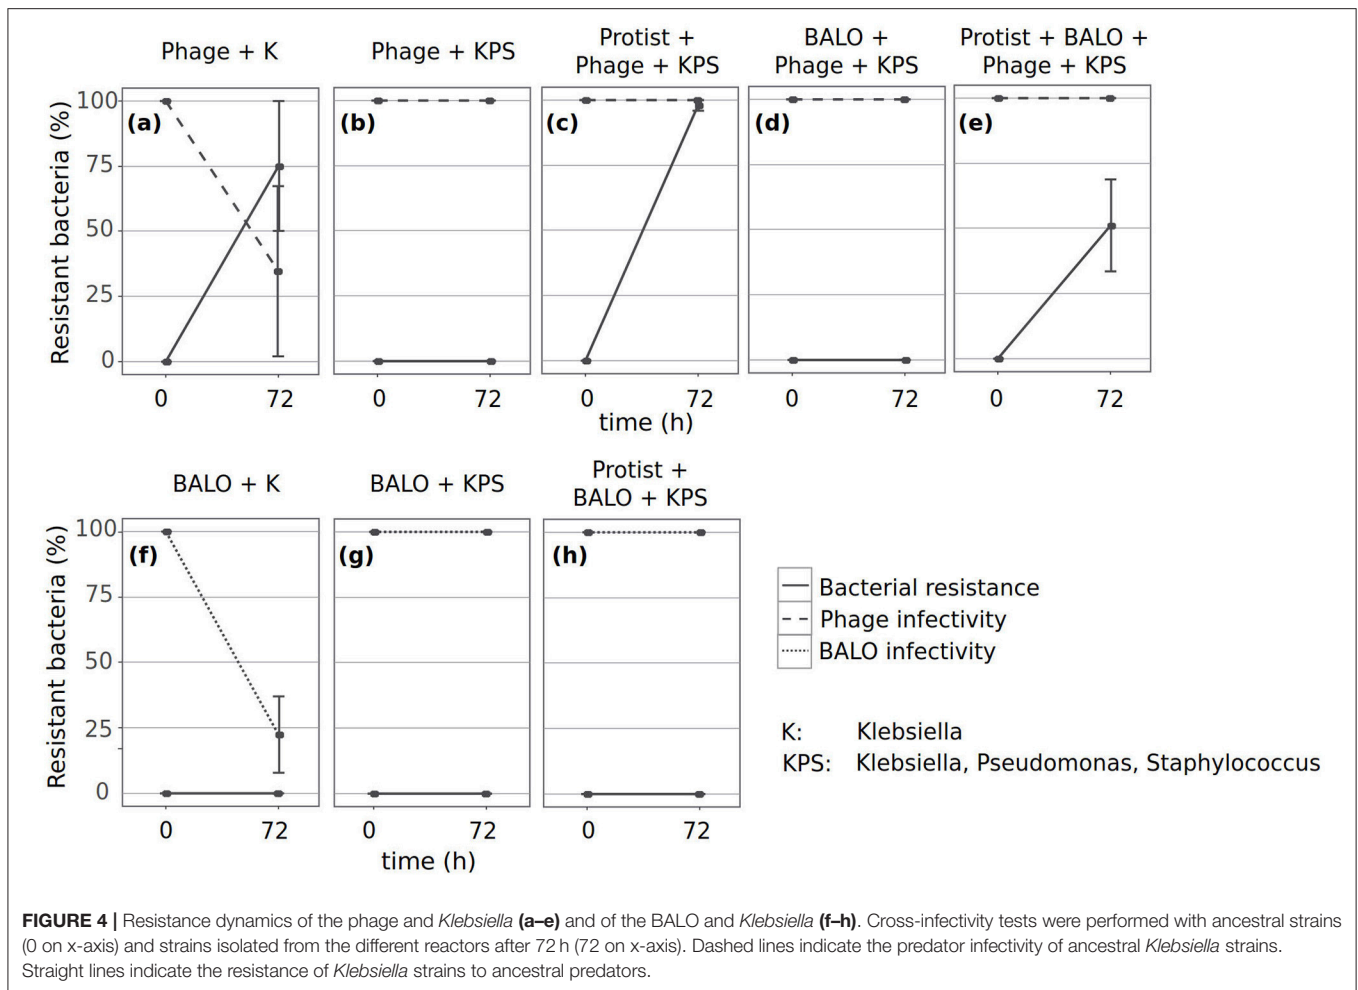 Phage + K
Phage + KPS
Protist +
Phage + KPS
BALO +
Phage + KPS
Protist + BALO +
Phage + KPS
Resistant bacteria (%)
100
75
50
25
0
(a)
(b)
(c)
(d)
(e)
0 72
0 72
0 72
0 72
0 72
time (h)
BALO + K
BALO + KPS
Protist +
BALO + KPS
Resistant bacteria (%)
100
75
50
25
0
(f)
(g)
(h)
0 72
0 72
0 72
time (h)
Bacterial resistance
Phage infectivity
BALO infectivity
K: Klebsiella
KPS: Klebsiella, Pseudomonas, Staphylococcus
FIGURE 4 | Resistance dynamics of the phage and Klebsiella (a–e) and of the BALO and Klebsiella (f–h). Cross-infectivity tests were performed with ancestral strains
(0 on x-axis) and strains isolated from the different reactors after 72 h (72 on x-axis). Dashed lines indicate the predator infectivity of ancestral Klebsiella strains.
Straight lines indicate the resistance of Klebsiella strains to ancestral predators.